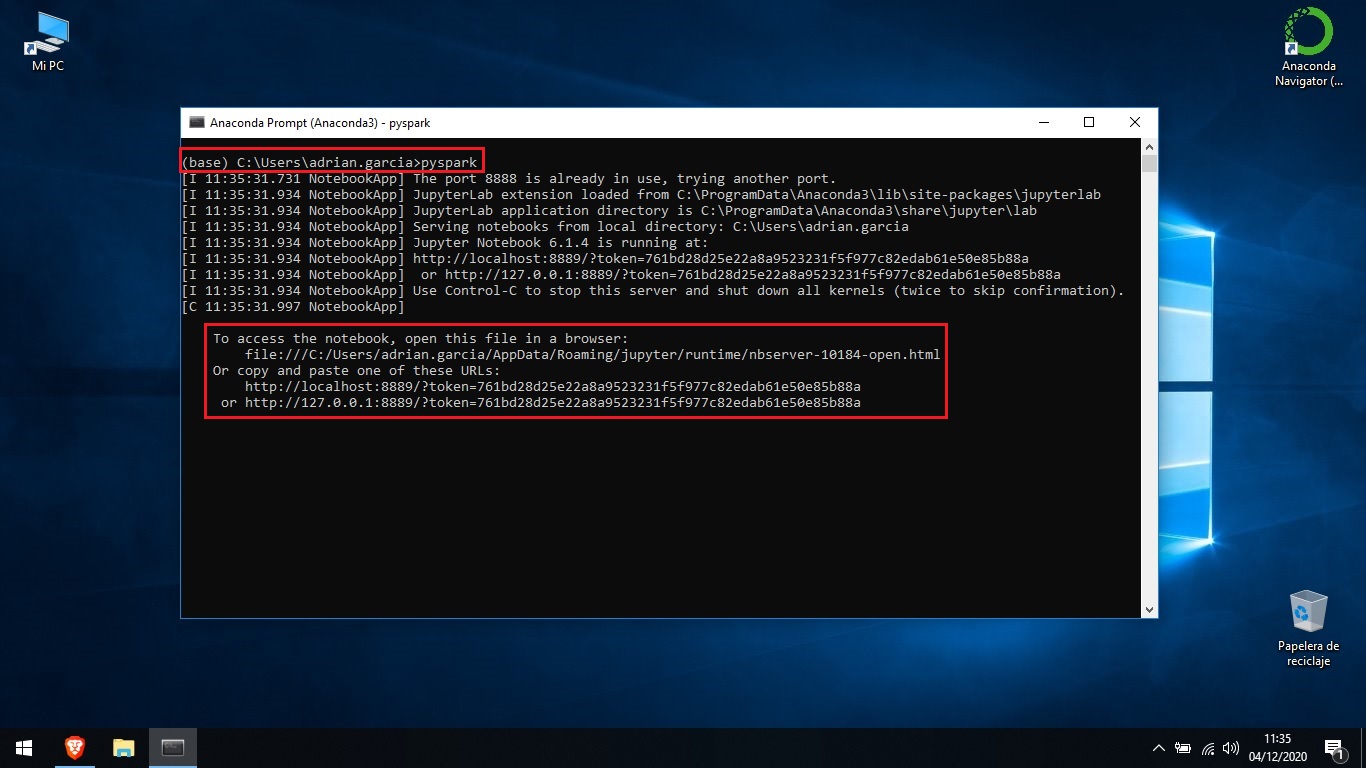 Mi PC
Anaconda
Navigator (...
Anaconda Prompt (Anaconda3) - pyspark
(base) C:\Users\adrian.garcia>pyspark
[I 11:35:31.731 NotebookApp] The port 8888 is already in use, trying another port.
[I 11:35:31.934 NotebookApp] JupyterLab extension loaded from C:\ProgramData\Anaconda3\lib\site-packages\jupyterlab
[I 11:35:31.934 NotebookApp] JupyterLab application directory is C:\ProgramData\Anaconda3\share\jupyter\lab
[I 11:35:31.934 NotebookApp] Serving notebooks from local directory: C:\Users\adrian.garcia
[I 11:35:31.934 NotebookApp] Jupyter Notebook 6.1.4 is running at:
[I 11:35:31.934 NotebookApp] http://localhost:8889/?token=761bd28d25e22a8a9523231f5f977c82edab61e50e85b88a
[I 11:35:31.934 NotebookApp]  or http://127.0.0.1:8889/?token=761bd28d25e22a8a9523231f5f977c82edab61e50e85b88a
[I 11:35:31.934 NotebookApp] Use Control-C to stop this server and shut down all kernels (twice to skip confirmation).
[C 11:35:31.997 NotebookApp]
To access the notebook, open this file in a browser:
file:///C:/Users/adrian.garcia/AppData/Roaming/jupyter/runtime/nbserver-10184-open.html
Or copy and paste one of these URLs:
http://localhost:8889/?token=761bd28d25e22a8a9523231f5f977c82edab61e50e85b88a
or http://127.0.0.1:8889/?token=761bd28d25e22a8a9523231f5f977c82edab61e50e85b88a
Papelera de
reciclaje
11:35
04/12/2020
1